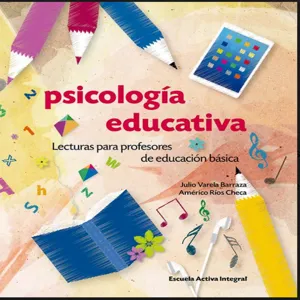 psicología
educativa
Lecturas para profesores
de educación básica
Julio Varela Barraza
Américo Ríos Checa
Escuela Activa Integral